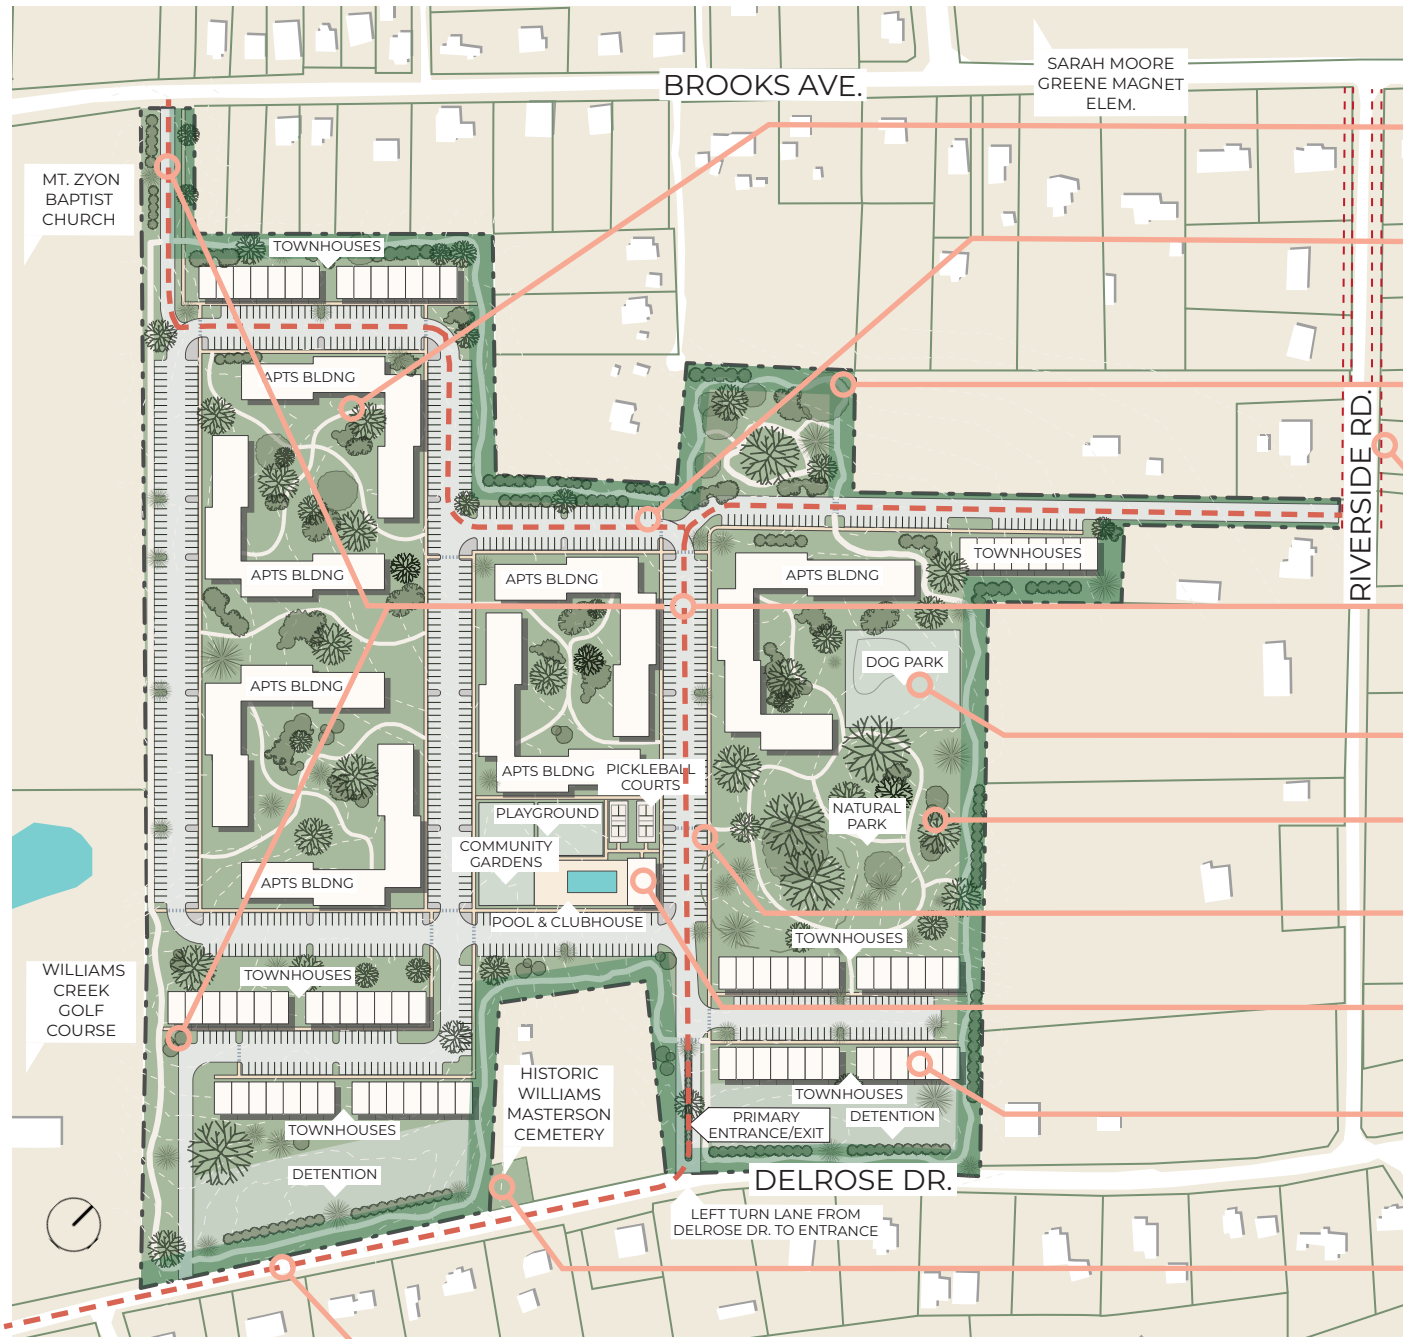 BROOKS AVE.
SARAH MOORE
GREENE MAGNET
ELEM.
MT. ZYON
BAPTIST
CHURCH
TOWNHOUSES
APTS BLDNG
RIVERSIDE RD.
APTS BLDNG
APTS BLDNG
APTS BLDNG
TOWNHOUSES
DOG PARK
APTS BLDNG
APTS BLDNG
PICKLEBALL
COURTS
PLAYGROUND
NATURAL
PARK
COMMUNITY
GARDENS
APTS BLDNG
POOL & CLUBHOUSE
TOWNHOUSES
WILLIAMS
CREEK
GOLF
COURSE
TOWNHOUSES
HISTORIC
WILLIAMS
MASTERSON
CEMETERY
TOWNHOUSES
PRIMARY
ENTRANCE/EXIT
DETENTION
TOWNHOUSES
DETENTION
DELROSE DR.
LEFT TURN LANE FROM
DELROSE DR. TO ENTRANCE